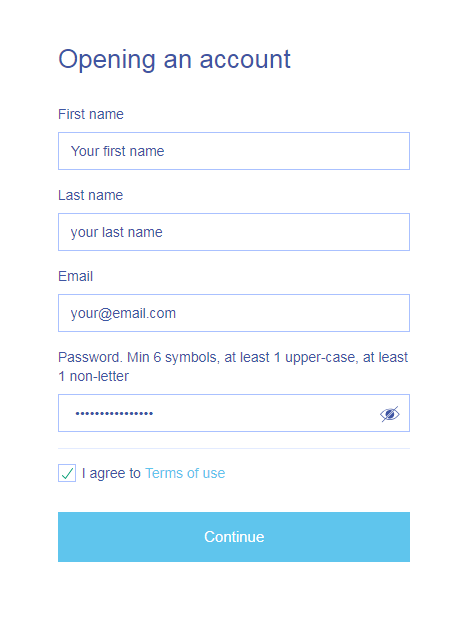 Opening an account
First name
Your first name
Last name
your last name
Email
your@email.com
Password. Min 6 symbols, at least 1 upper-case, at least
1 non-letter
••••••••••••••••
I agree to Terms of use
Continue